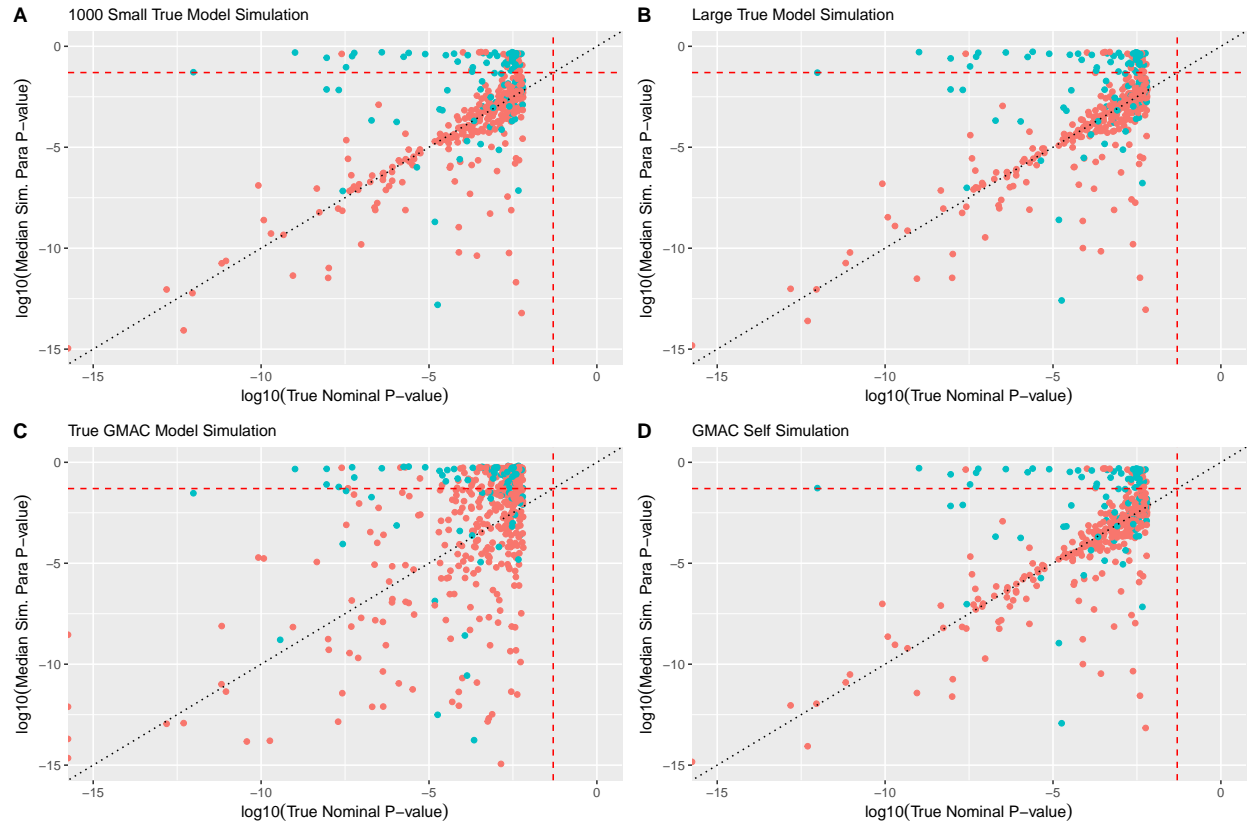 A 1000 Small True Model Simulation
0
−5
−10
−15
log10(Median Sim. Para P−value)
−15 −10 −5 0
log10(True Nominal P−value)
B Large True Model Simulation
0
−5
−10
−15
log10(Median Sim. Para P−value)
−15 −10 −5 0
log10(True Nominal P−value)
C True GMAC Model Simulation
0
−5
−10
−15
log10(Median Sim. Para P−value)
−15 −10 −5 0
log10(True Nominal P−value)
D GMAC Self Simulation
0
−5
−10
−15
log10(Median Sim. Para P−value)
−15 −10 −5 0
log10(True Nominal P−value)